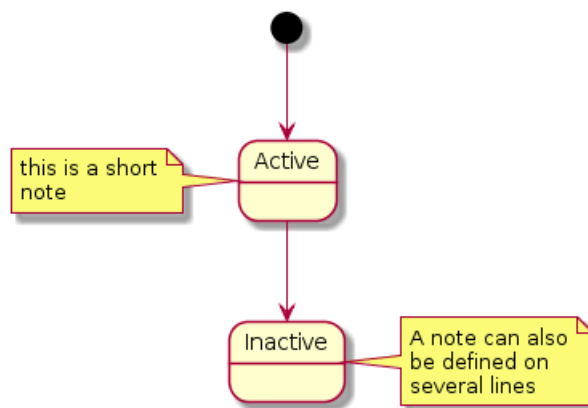 Active
this is a short
note
Inactive
A note can also
be defined on
several lines